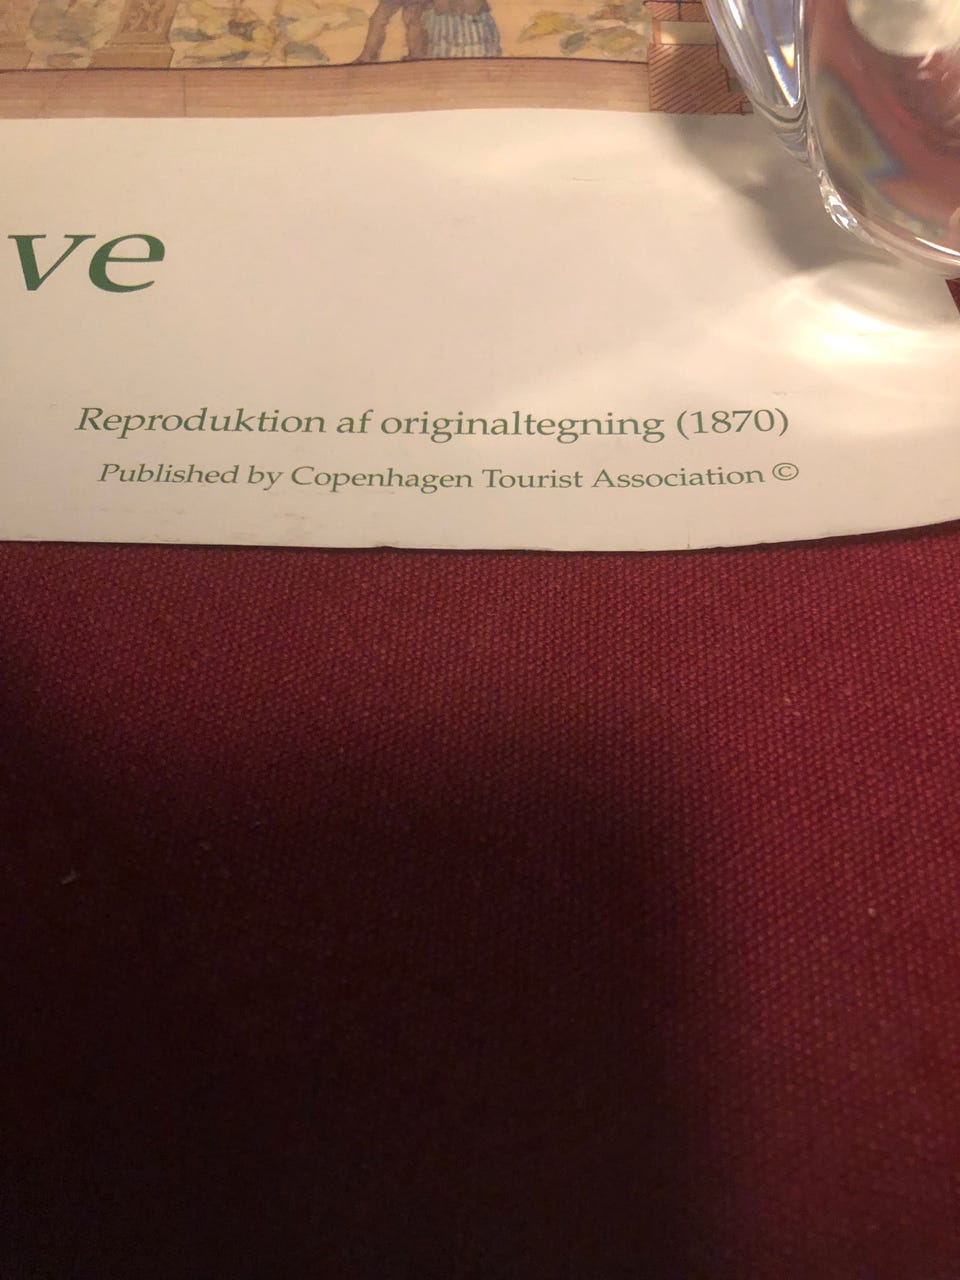 ve
Reproduktion af originaltegning (1870)
Published by Copenhagen Tourist Association ©